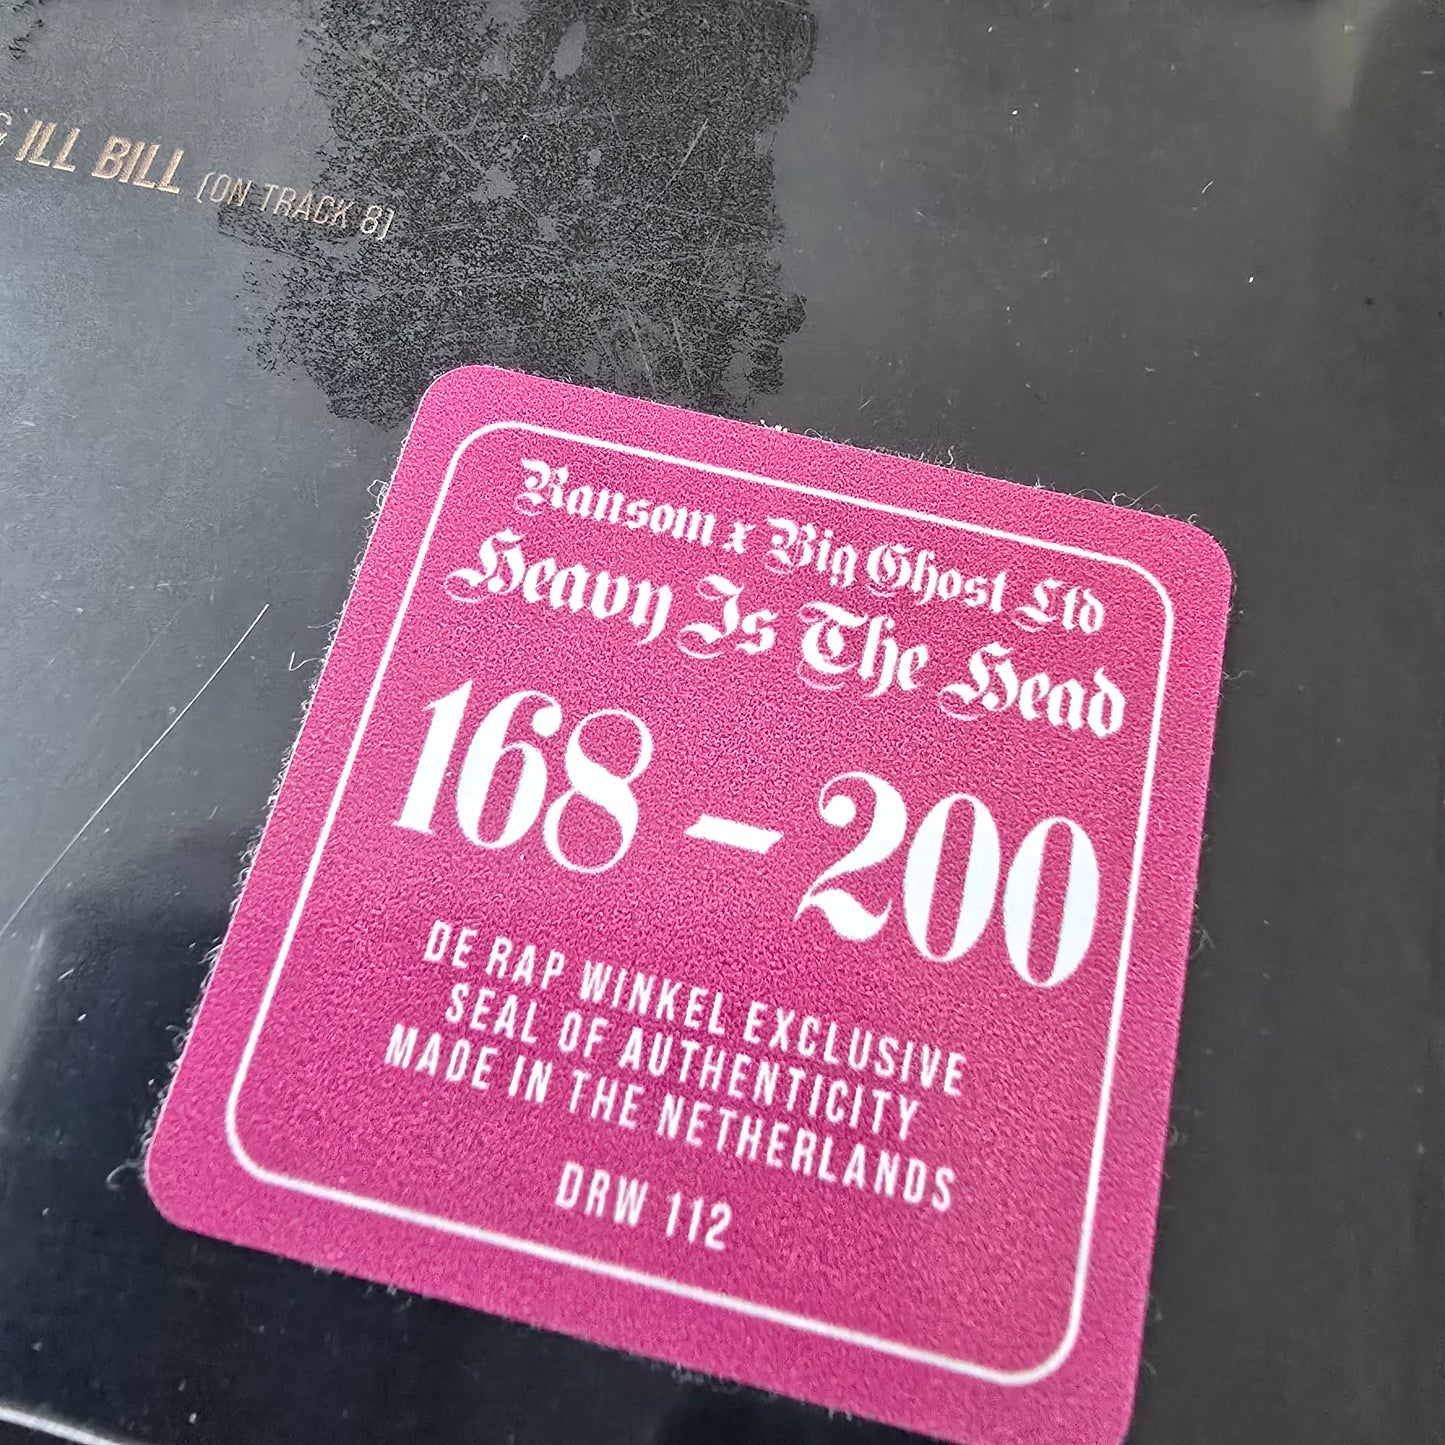 ILL BILL (ON TRACK 8)
Ransom x Big Ghost Ltd
Heavy Is The Head
168 – 200
DE RAP WINKEL EXCLUSIVE
SEAL OF AUTHENTICITY
MADE IN THE NETHERLANDS
DRW 112